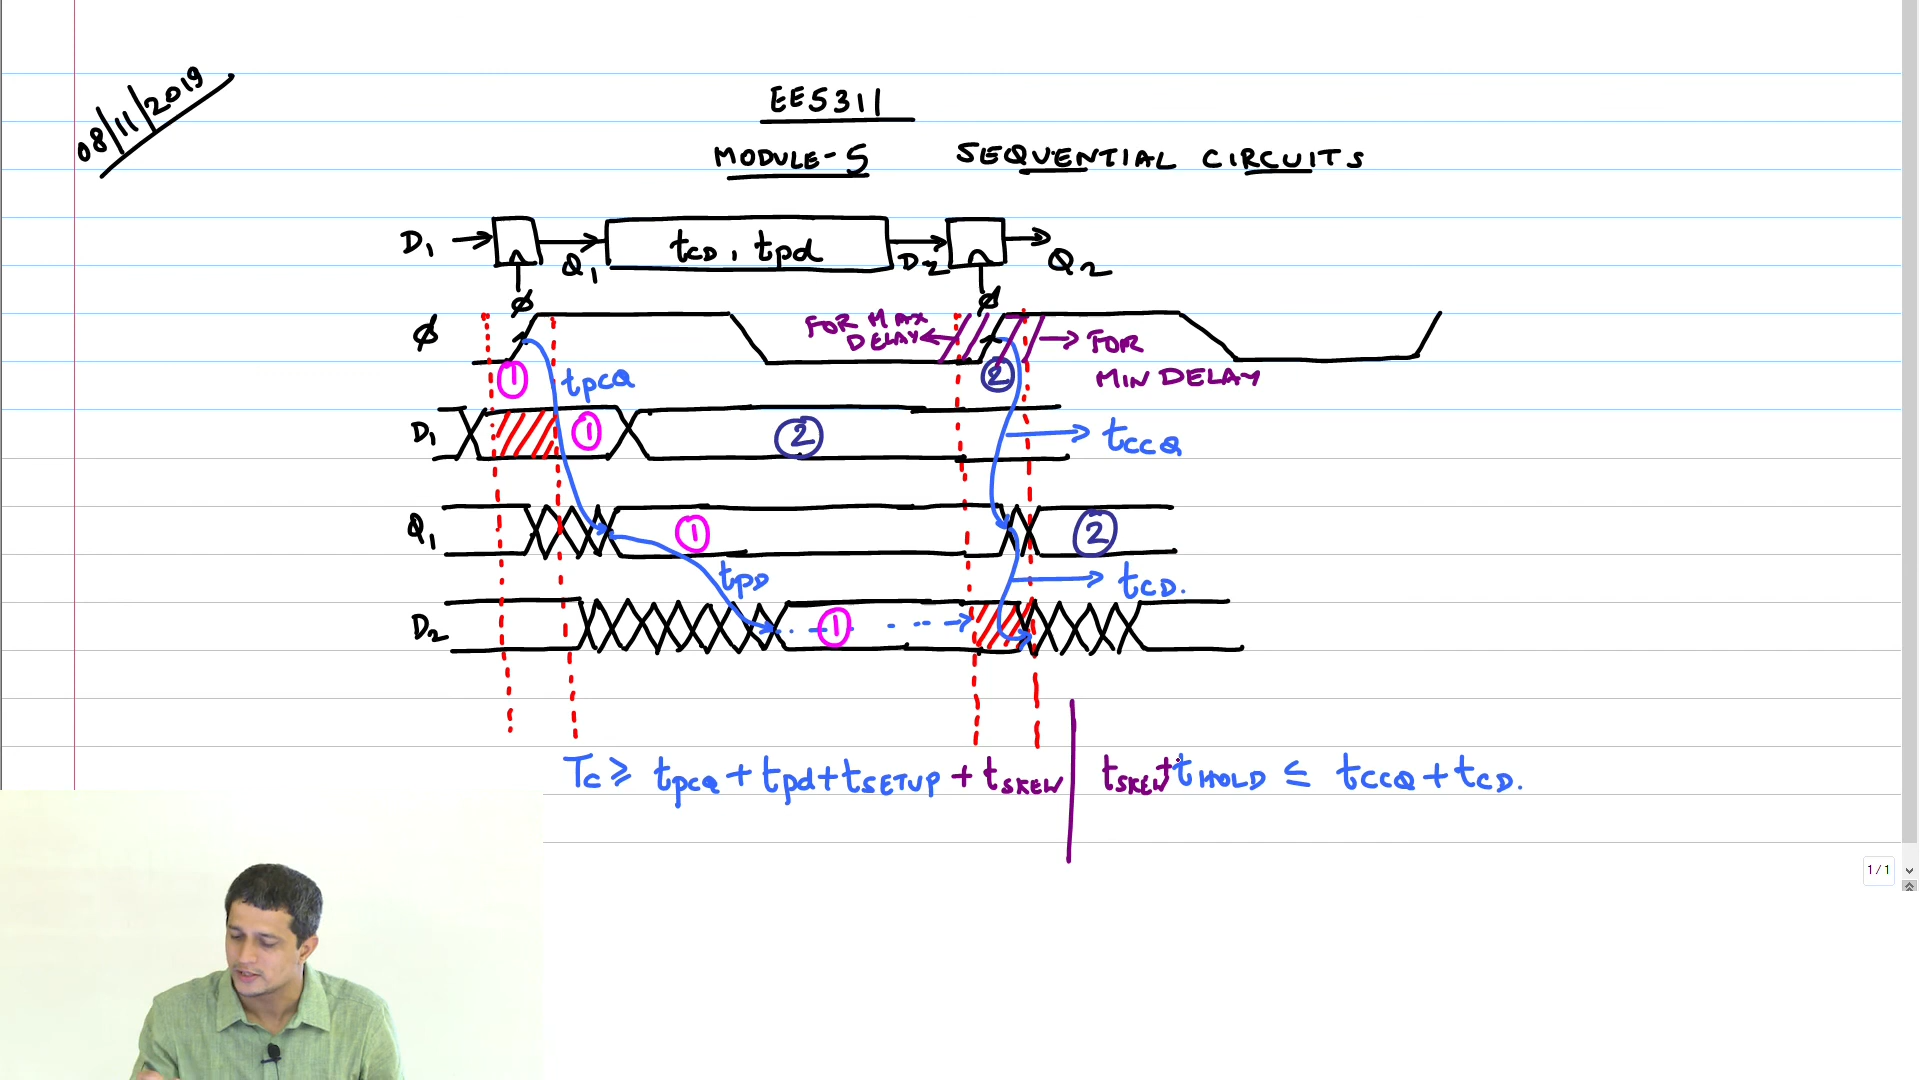 08/11/2019
EE5311
MODULE-5 SEQUENTIAL CIRCUITS
D₁ Q₁ tCD, tpd D₂ Q₂
ϕ ϕ
ϕ FOR MAX DELAY FOR MIN DELAY
① tpCQ ②
D₁ ① ② tCCQ
Q₁ ① ②
tPD tCD.
D₂ ①
TC ≥ tpCQ + tpd + tSETUP + tSKEW | tSKEW + tHOLD ≤ tCCQ + tCD.
1 / 1